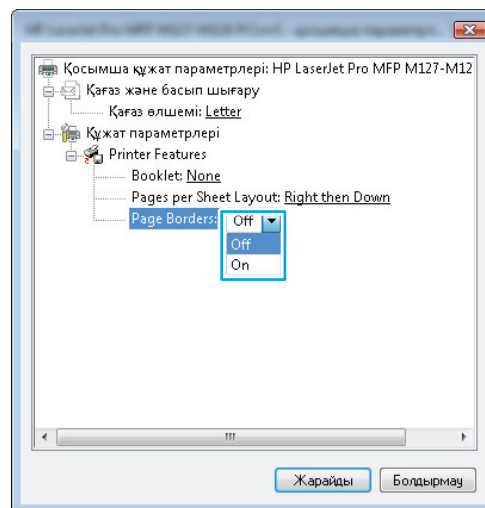 Қосымша құжат параметрлері: HP LaserJet Pro MFP M127-M12
Қағаз және басып шығару
Қағаз өлшемі: Letter
Құжат параметрлері
Printer Features
Booklet: None
Pages per Sheet Layout: Right then Down
Page Borders: Off
Off
On
Жарайды Болдырмау